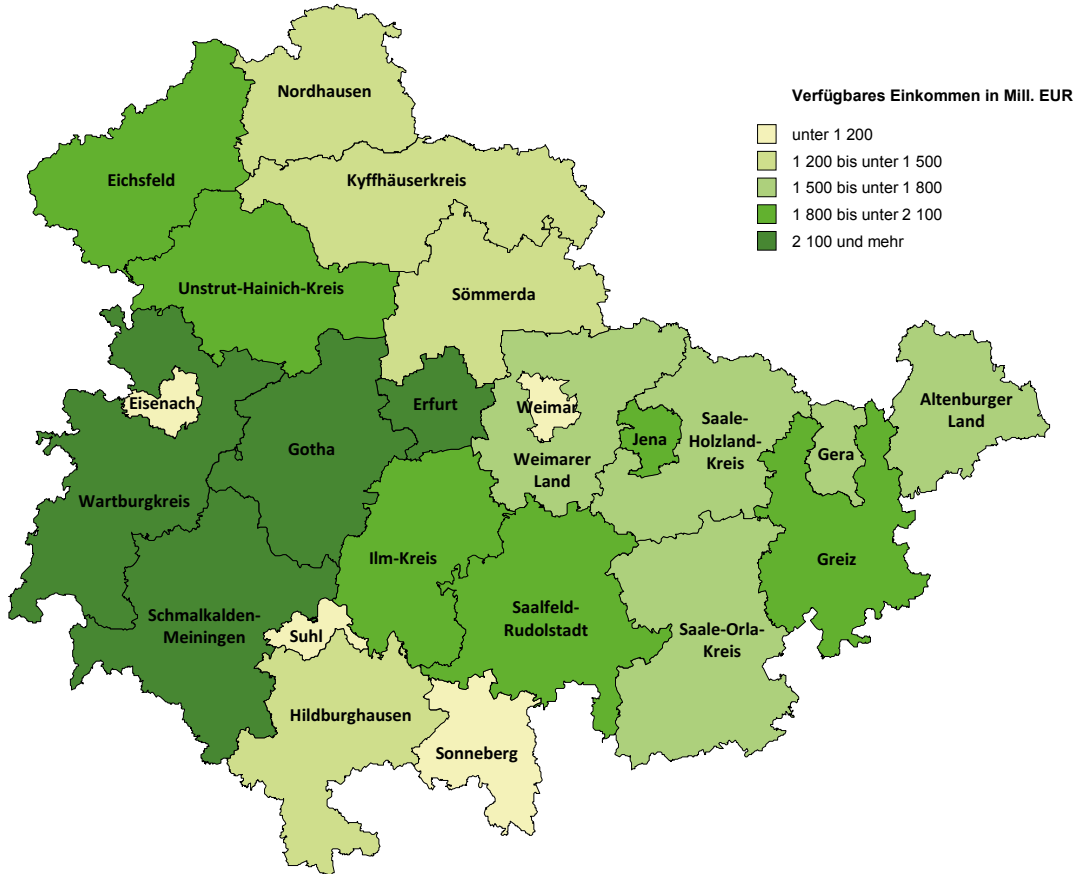 Verfügbares Einkommen in Mill. EUR
unter 1 200
1 200 bis unter 1 500
1 500 bis unter 1 800
1 800 bis unter 2 100
2 100 und mehr
Nordhausen
Eichsfeld
Kyffhäuserkreis
Unstrut-Hainich-Kreis
Sömmerda
Eisenach
Erfurt
Weimar
Altenburger
Land
Saale-
Holzland-
Kreis
Jena
Gera
Gotha
Weimarer
Land
Wartburgkreis
Ilm-Kreis
Greiz
Schmalkalden-
Meiningen
Saalfeld-
Rudolstadt
Suhl
Saale-Orla-
Kreis
Hildburghausen
Sonneberg